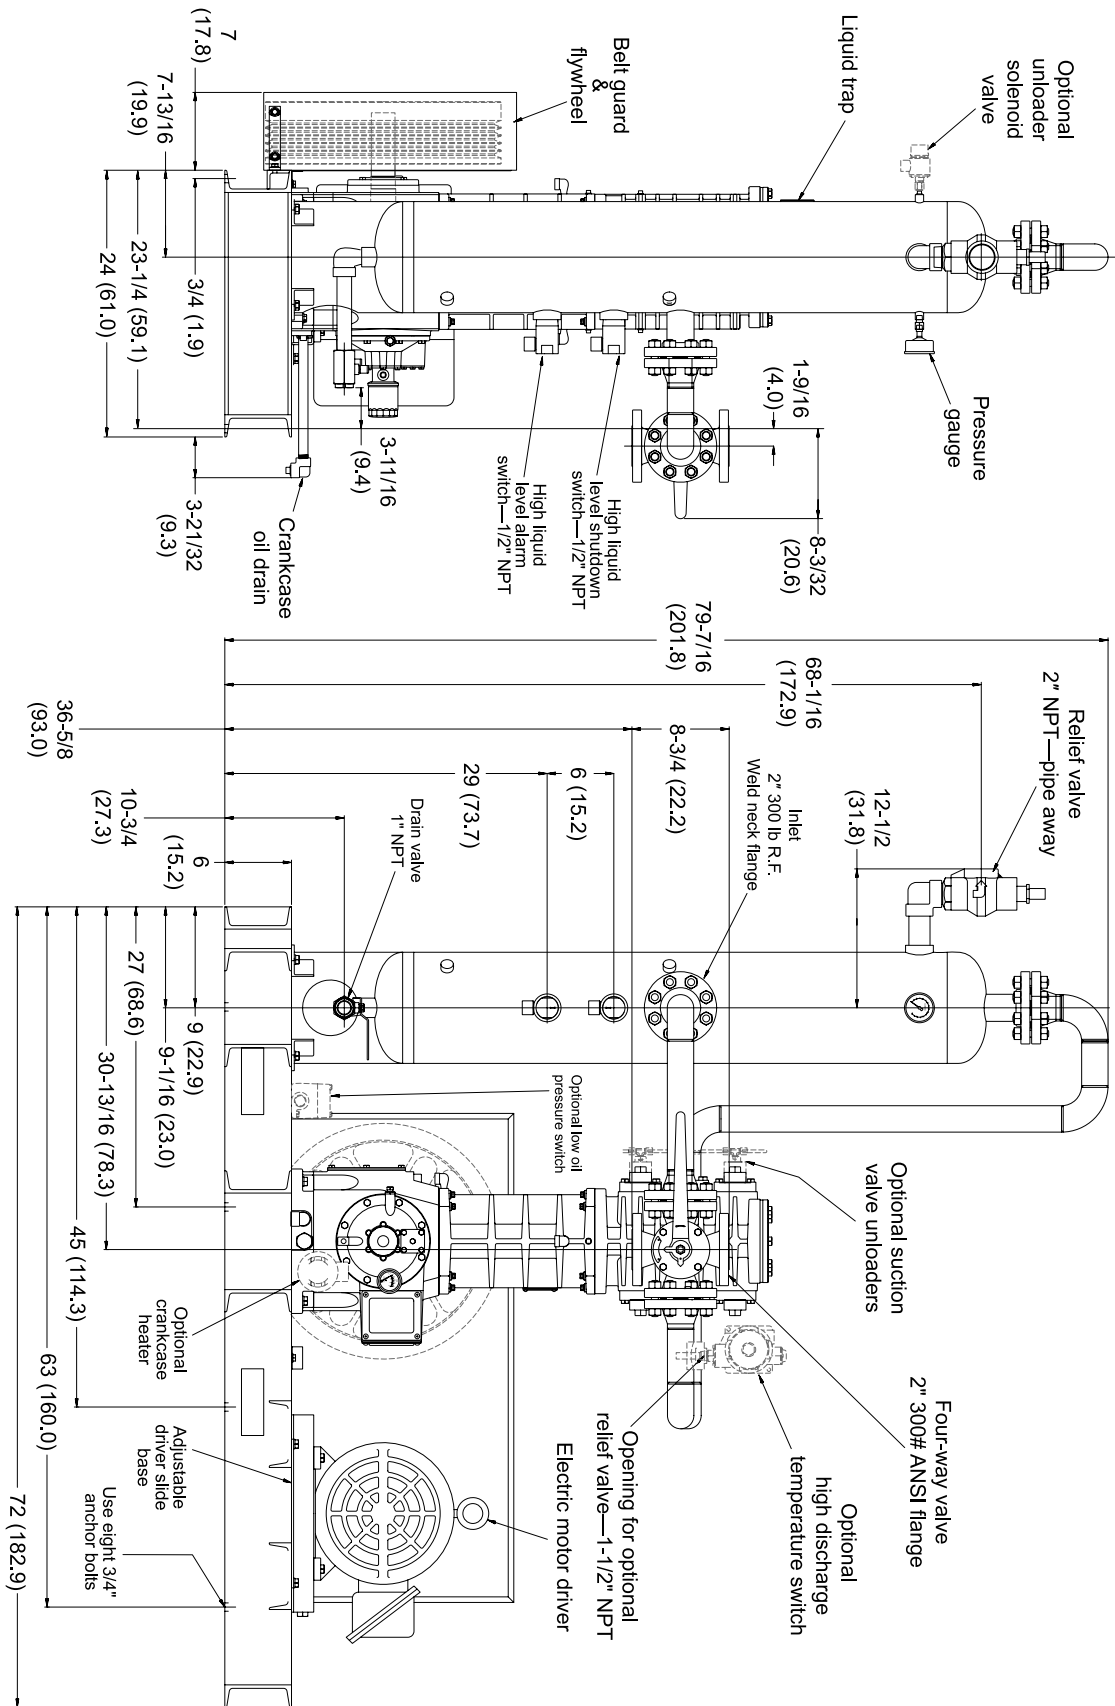 Optional
unloader
solenoid
valve
Liquid trap
Belt guard
&
flywheel
7
(17.8)
7-13/16
(19.9)
3/4 (1.9)
23-1/4 (59.1)
24 (61.0)
Pressure
gauge
1-9/16
(4.0)
8-3/32
(20.6)
High liquid
level shutdown
switch—1/2" NPT
High liquid
level alarm
switch—1/2" NPT
3-11/16
(9.4)
3-21/32
(9.3)
Crankcase
oil drain
79-7/16
(201.8)
68-1/16
(172.9)
Relief valve
2" NPT—pipe away
12-1/2
(31.8)
36-5/8
(93.0)
8-3/4 (22.2)
Inlet
2" 300 lb R.F.
Weld neck flange
6 (15.2)
29 (73.7)
Drain valve
1" NPT
10-3/4
(27.3)
6
(15.2)
9 (22.9)
9-1/16 (23.0)
27 (68.6)
30-13/16 (78.3)
45 (114.3)
63 (160.0)
72 (182.9)
Optional low oil
pressure switch
Optional suction
valve unloaders
Four-way valve
2" 300# ANSI flange
Optional
high discharge
temperature switch
Opening for optional
relief valve—1-1/2" NPT
Electric motor driver
Optional
crankcase
heater
Adjustable
driver slide
base
Use eight 3/4"
anchor bolts